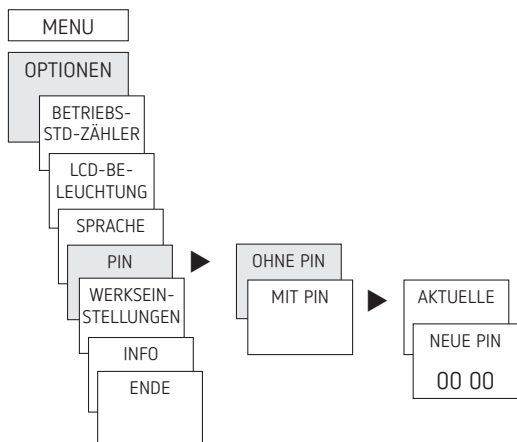 MENU
OPTIONEN
BETRIEBS-
STD-ZÄHLER
LCD-BE-
LEUCHTUNG
SPRACHE
PIN
WERKSEIN-
STELLUNGEN
INFO
ENDE
OHNE PIN
MIT PIN
AKTUELLE
NEUE PIN
00 00